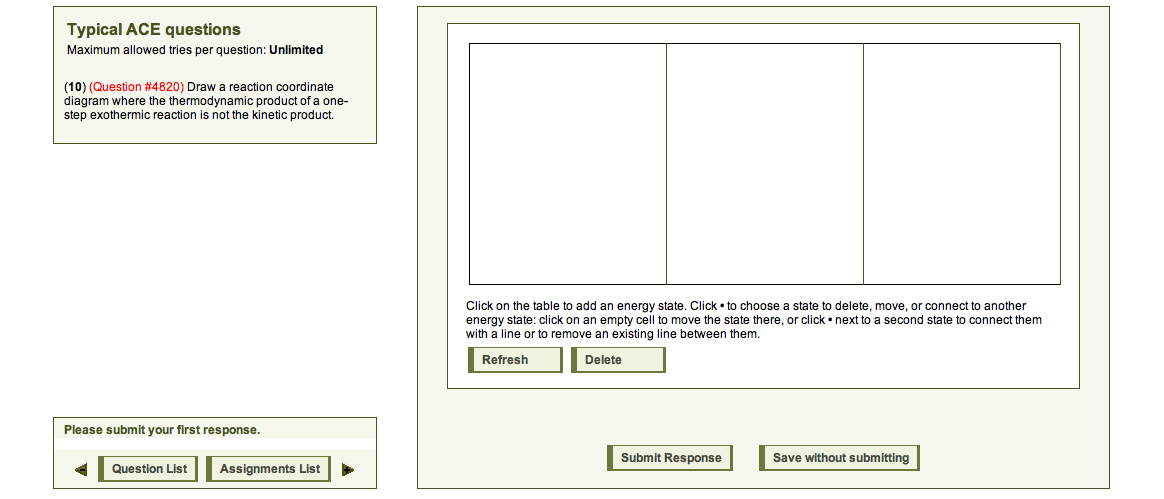 Typical ACE questions
Maximum allowed tries per question: Unlimited
(10) (Question #4820) Draw a reaction coordinate
diagram where the thermodynamic product of a one-
step exothermic reaction is not the kinetic product.
Click on the table to add an energy state. Click • to choose a state to delete, move, or connect to another
energy state: click on an empty cell to move the state there, or click • next to a second state to connect them
with a line or to remove an existing line between them.
Refresh Delete
Please submit your first response.
Question List Assignments List
Submit Response Save without submitting